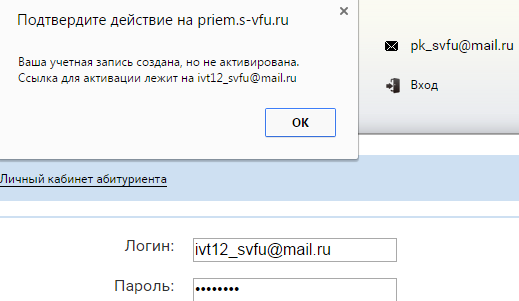 Подтвердите действие на priem.s-vfu.ru
Ваша учетная запись создана, но не активирована.
Ссылка для активации лежит на ivt12_svfu@mail.ru
OK
pk_svfu@mail.ru
Вход
Личный кабинет абитуриента
Логин: ivt12_svfu@mail.ru
Пароль: ••••••••